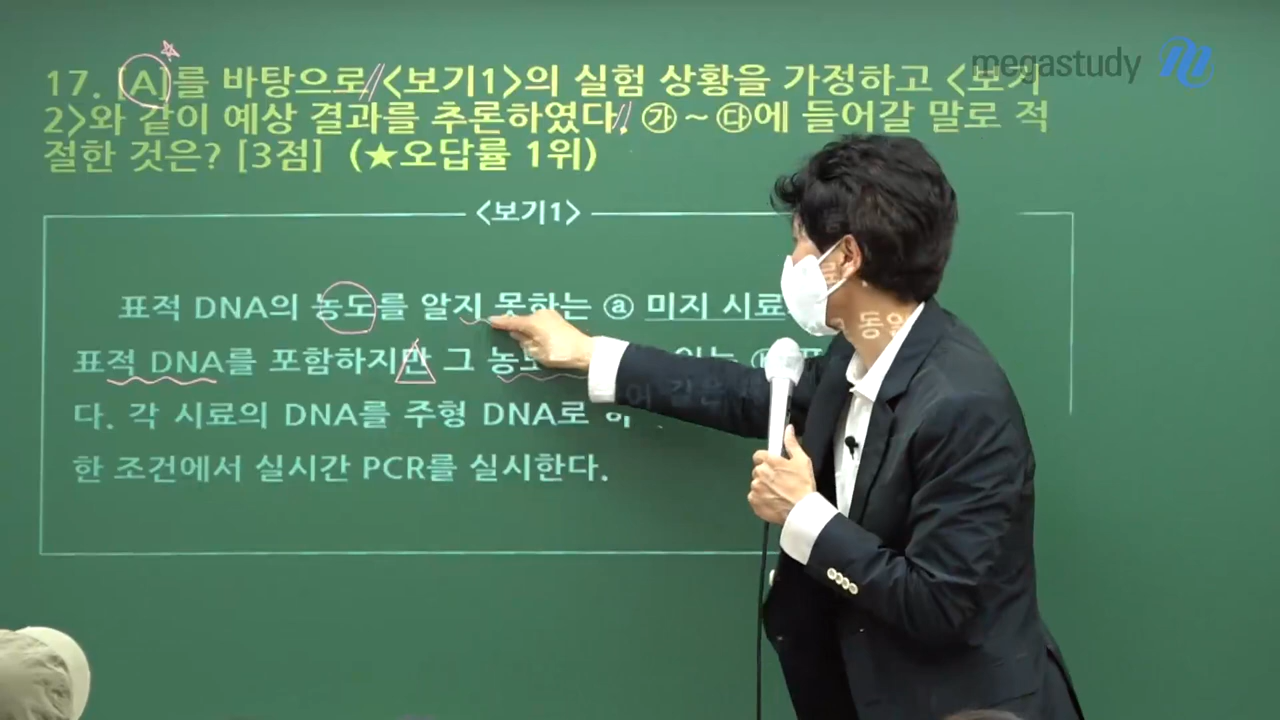 megastudy
17. [A]를 바탕으로 <보기1>의 실험 상황을 가정하고 <보기
2>와 같이 예상 결과를 추론하였다. ㉮~㉰에 들어갈 말로 적
절한 것은? [3점] (★오답률 1위)
<보기1>
표적 DNA의 농도를 알지 못하는 ⓐ 미지 시료
표적 DNA를 포함하지만 그
다. 각 시료의 DNA를 주형 DNA로 하
한 조건에서 실시간 PCR를 실시한다.